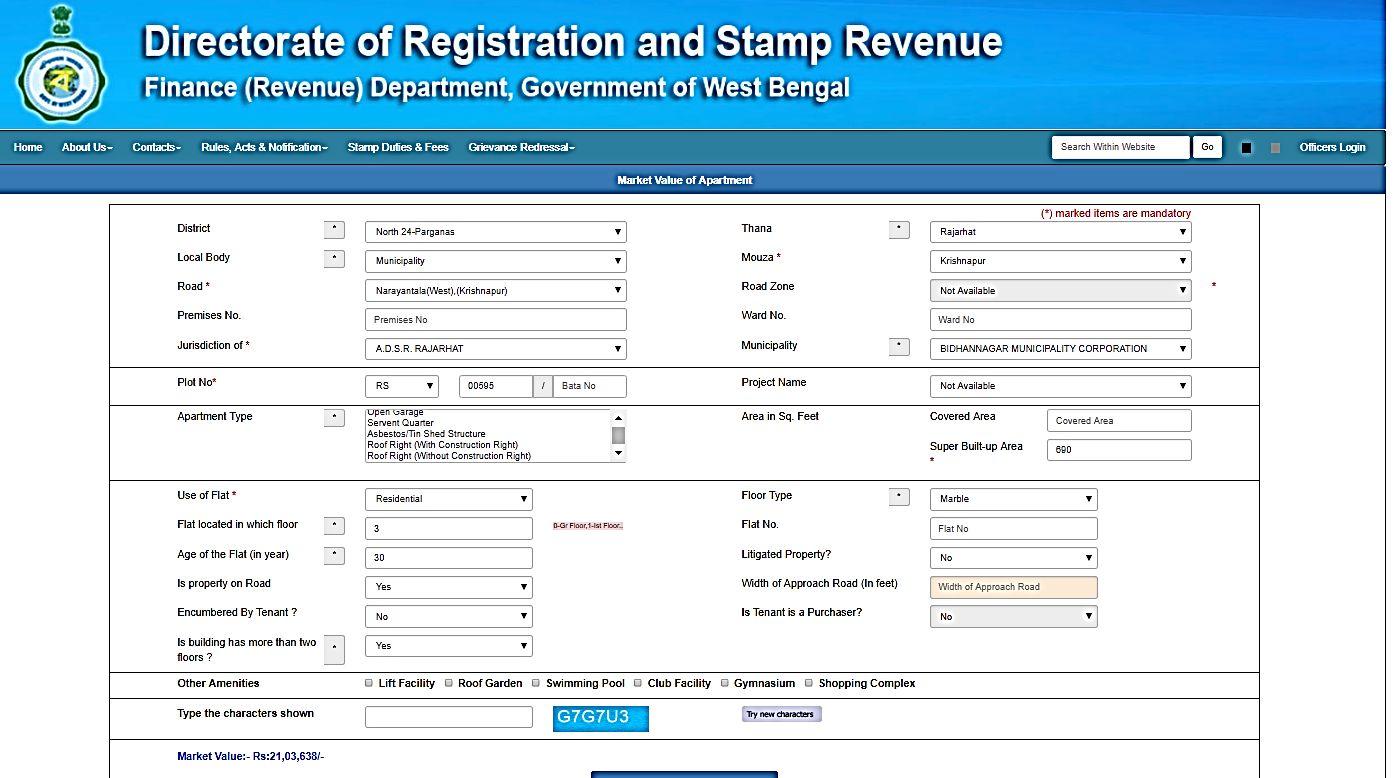 Directorate of Registration and Stamp Revenue
Finance (Revenue) Department, Government of West Bengal
Home About Us Contacts Rules, Acts & Notification Stamp Duties & Fees Grievance Redressal Search Within Website Go Officers Login
Market Value of Apartment
(*) marked items are mandatory
District * North 24-Parganas Thana * Rajarhat
Local Body * Municipality Mouza * Krishnapur
Road * Narayantala(West),(Krishnapur) Road Zone Not Available *
Premises No. Premises No Ward No. Ward No
Jurisdiction of * A.D.S.R. RAJARHAT Municipality * BIDHANNAGAR MUNICIPALITY CORPORATION
Plot No* RS 00595 / Bata No Project Name Not Available
Apartment Type * Open Garage Area in Sq. Feet Covered Area Covered Area
Servent Quarter
Asbestos/Tin Shed Structure
Roof Right (With Construction Right) Super Built-up Area * 690
Roof Right (Without Construction Right)
Use of Flat * Residential Floor Type * Marble
Flat located in which floor * 3 0-Gr Floor,1-Ist Floor.. Flat No. Flat No
Age of the Flat (in year) * 30 Litigated Property? No
Is property on Road Yes Width of Approach Road (In feet) Width of Approach Road
Encumbered By Tenant ? No Is Tenant is a Purchaser? No
Is building has more than two
floors ? * Yes
Other Amenities Lift Facility Roof Garden Swimming Pool Club Facility Gymnasium Shopping Complex
Type the characters shown G7G7U3 Try new characters
Market Value:- Rs:21,03,638/-